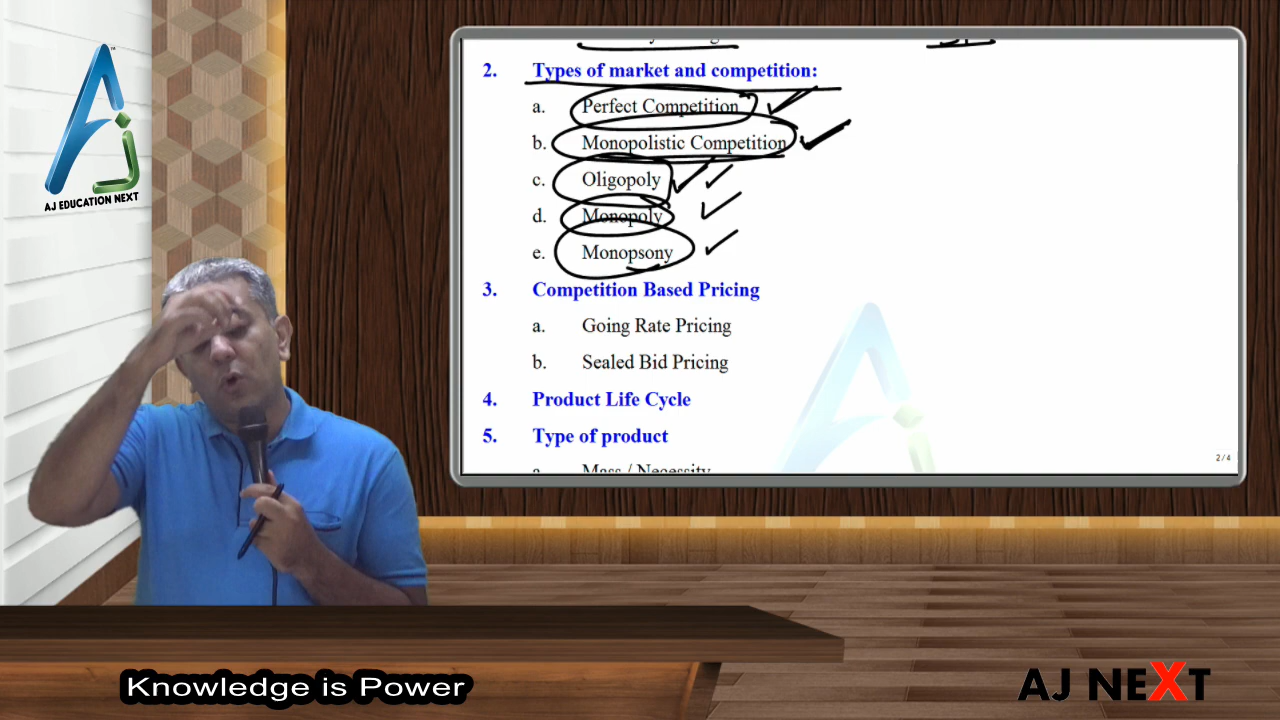 AJ EDUCATION NEXT
2. Types of market and competition:
a. Perfect Competition
b. Monopolistic Competition
c. Oligopoly
d. Monopoly
e. Monopsony
3. Competition Based Pricing
a. Going Rate Pricing
b. Sealed Bid Pricing
4. Product Life Cycle
5. Type of product
a. Mass / Necessity
2/4
Knowledge is Power
AJ NEXT